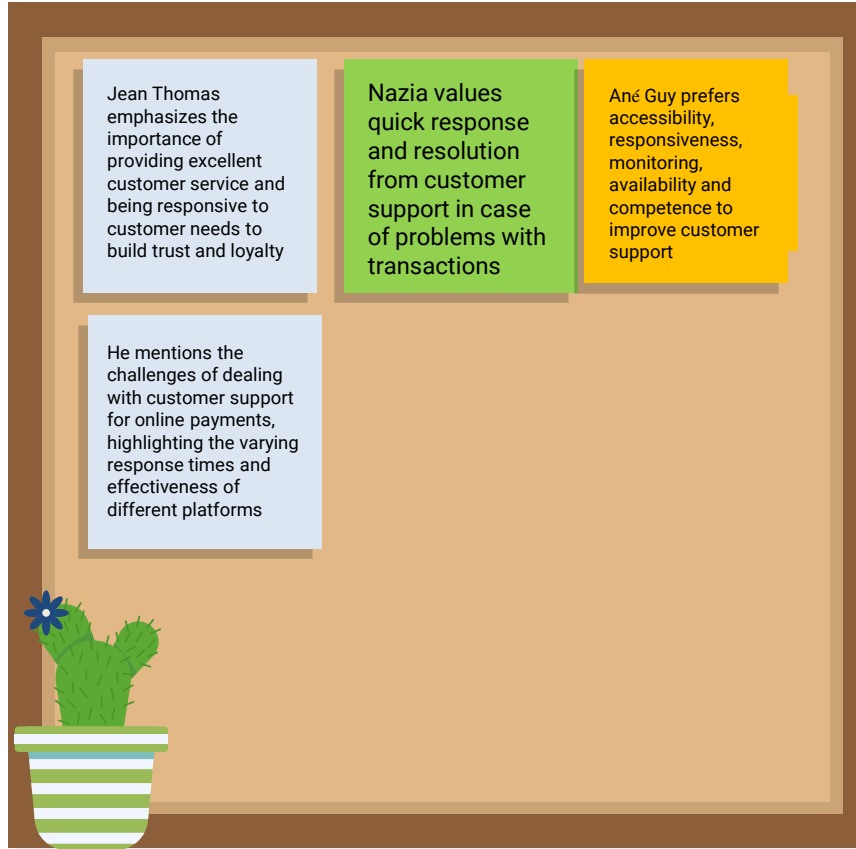 Jean Thomas
emphasizes the
importance of
providing excellent
customer service and
being responsive to
customer needs to
build trust and loyalty
Nazia values
quick response
and resolution
from customer
support in case
of problems with
transactions
Ané Guy prefers
accessibility,
responsiveness,
monitoring,
availability and
competence to
improve customer
support
He mentions the
challenges of dealing
with customer support
for online payments,
highlighting the varying
response times and
effectiveness of
different platforms